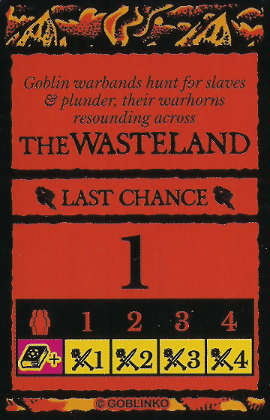 Goblin warbands hunt for slaves
& plunder, their warhorns
resounding across
THE WASTELAND
LAST CHANCE
1
1 2 3 4
+ 1 2 3 4
© GOBLINKO